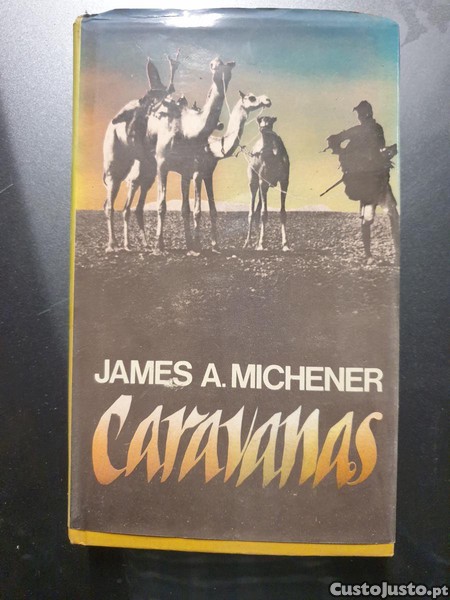 JAMES A. MICHENER
Caravanas
CustoJusto.pt